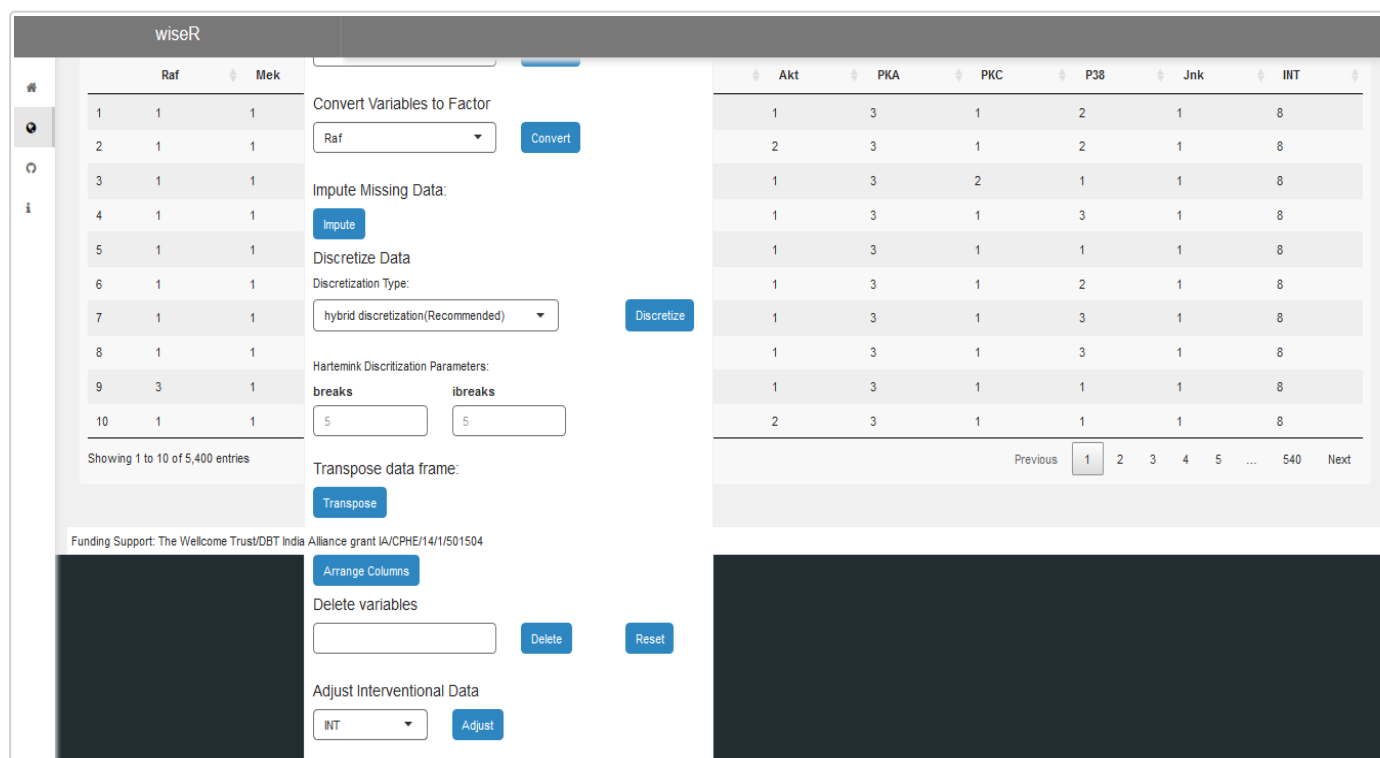 wiseR
Raf Mek Akt PKA PKC P38 Jnk INT
Convert Variables to Factor
1 1 1 1 3 1 2 1 8
Raf Convert
2 1 1 2 3 1 2 1 8
3 1 1 1 3 2 1 1 8
Impute Missing Data:
4 1 1 1 3 1 3 1 8
Impute
5 1 1 1 3 1 1 1 8
Discretize Data
6 1 1 1 3 1 2 1 8
Discretization Type:
7 1 1 1 3 1 3 1 8
hybrid discretization(Recommended) Discretize
8 1 1 1 3 1 3 1 8
Hartemink Discritization Parameters:
9 3 1 1 3 1 1 1 8
breaks ibreaks
10 1 1 2 3 1 1 1 8
5 5
Showing 1 to 10 of 5,400 entries Previous 1 2 3 4 5 ... 540 Next
Transpose data frame:
Transpose
Funding Support: The Wellcome Trust/DBT India Alliance grant IA/CPHE/14/1/501504
Arrange Columns
Delete variables
Delete Reset
Adjust Interventional Data
INT Adjust